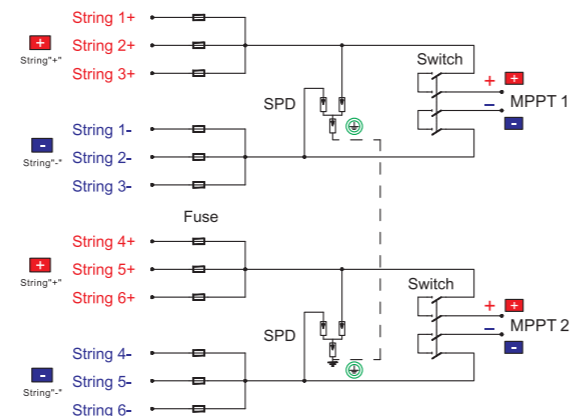 String 1+
+
String 2+
String"+"
String 3+
Switch
+ +
SPD
MPPT 1
– -
String 1-
-
String 2-
String"-"
String 3-
Fuse
String 4+
+
String 5+
String"+"
String 6+
Switch
+ +
SPD
MPPT 2
– -
String 4-
-
String 5-
String"-"
String 6-